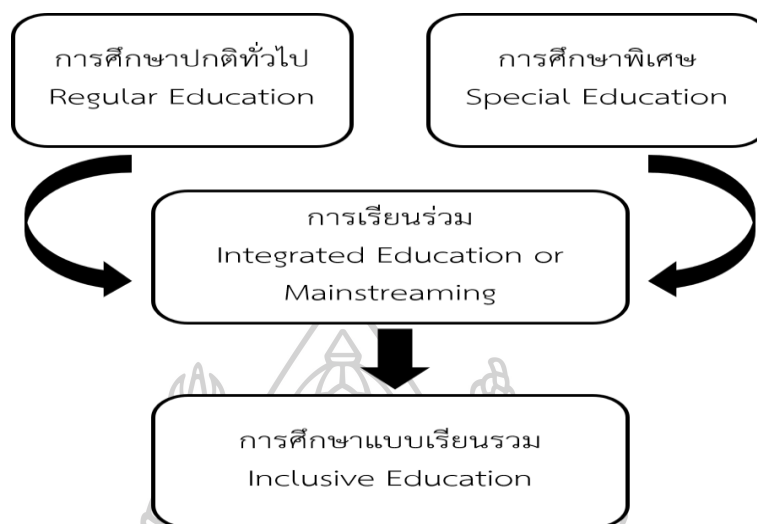 การศึกษาปกติทั่วไป
Regular Education
การศึกษาพิเศษ
Special Education
การเรียนร่วม
Integrated Education or
Mainstreaming
การศึกษาแบบเรียนรวม
Inclusive Education